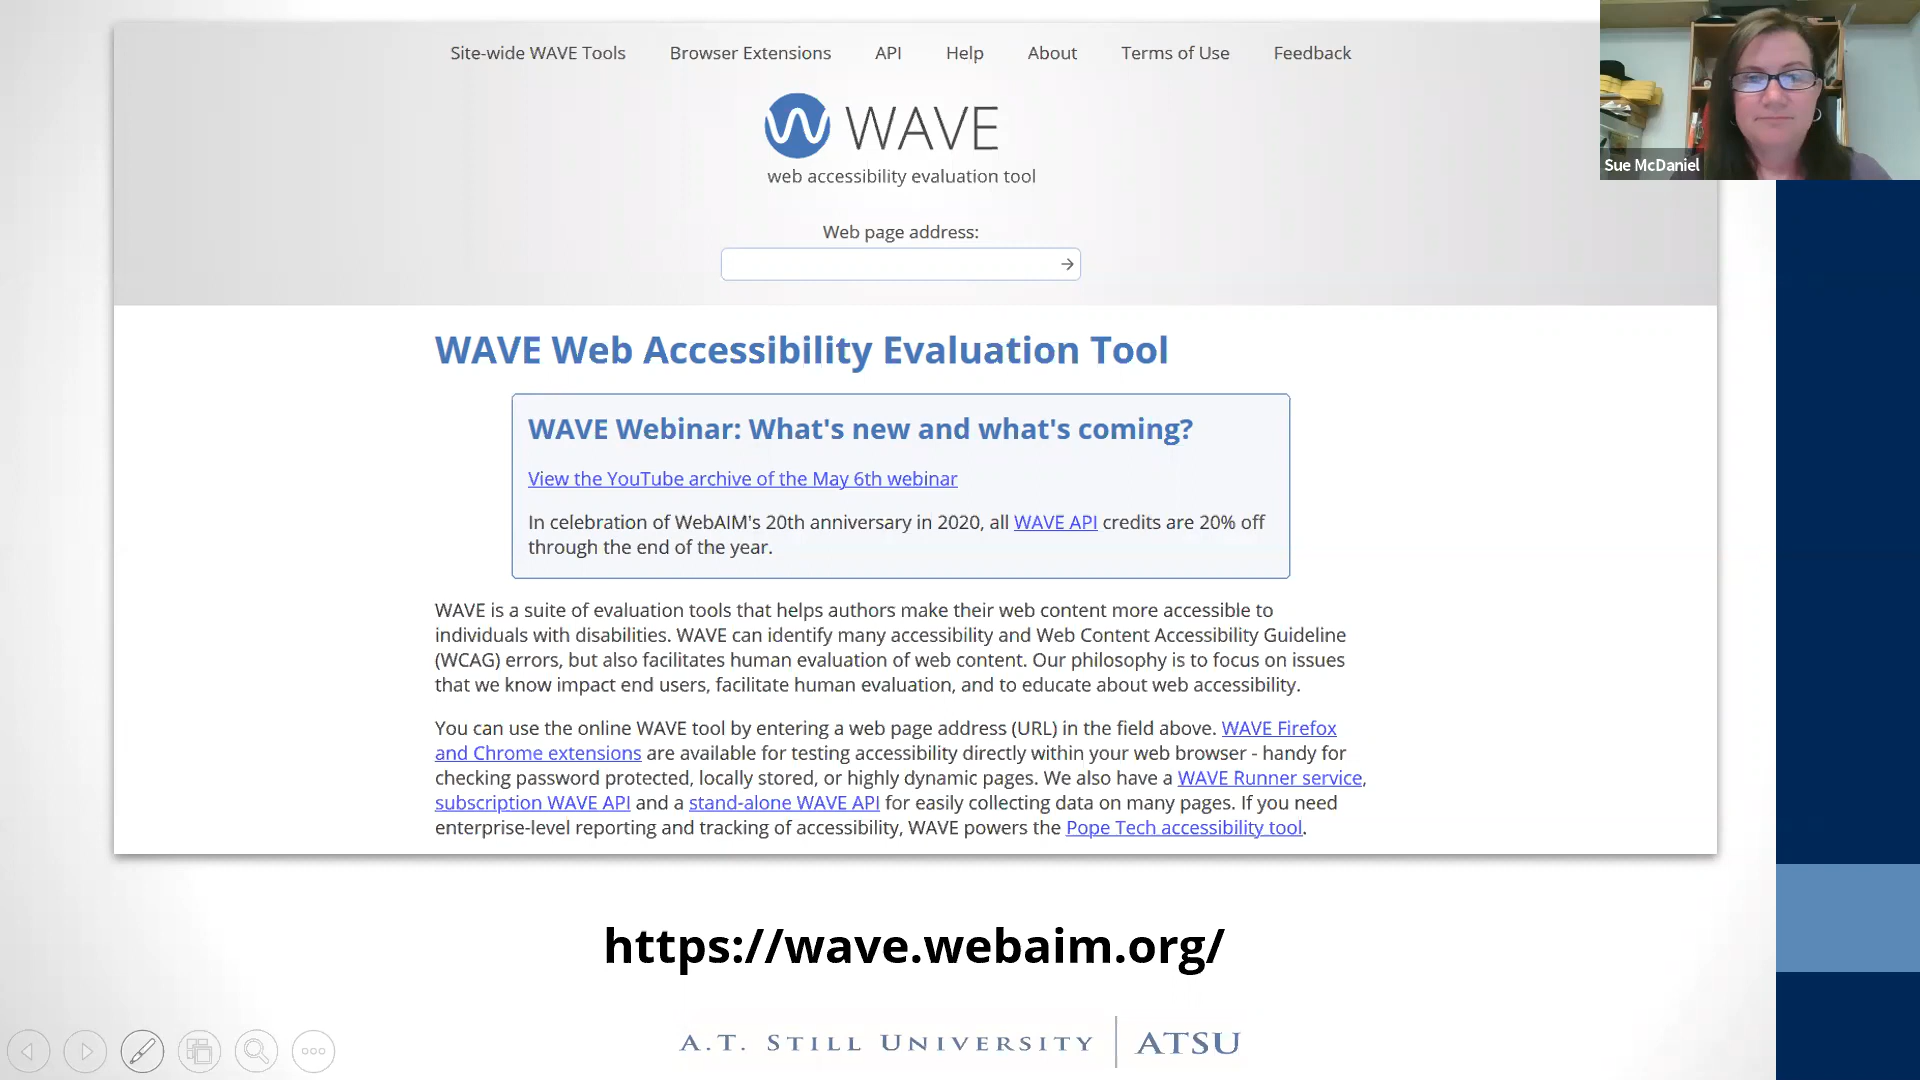 Site-wide WAVE Tools Browser Extensions API Help About Terms of Use Feedback
WAVE
web accessibility evaluation tool
Sue McDaniel
Web page address:
WAVE Web Accessibility Evaluation Tool
WAVE Webinar: What's new and what's coming?
View the YouTube archive of the May 6th webinar
In celebration of WebAIM's 20th anniversary in 2020, all WAVE API credits are 20% off
through the end of the year.
WAVE is a suite of evaluation tools that helps authors make their web content more accessible to
individuals with disabilities. WAVE can identify many accessibility and Web Content Accessibility Guideline
(WCAG) errors, but also facilitates human evaluation of web content. Our philosophy is to focus on issues
that we know impact end users, facilitate human evaluation, and to educate about web accessibility.
You can use the online WAVE tool by entering a web page address (URL) in the field above. WAVE Firefox
and Chrome extensions are available for testing accessibility directly within your web browser - handy for
checking password protected, locally stored, or highly dynamic pages. We also have a WAVE Runner service,
subscription WAVE API and a stand-alone WAVE API for easily collecting data on many pages. If you need
enterprise-level reporting and tracking of accessibility, WAVE powers the Pope Tech accessibility tool.
https://wave.webaim.org/
A.T. STILL UNIVERSITY ATSU